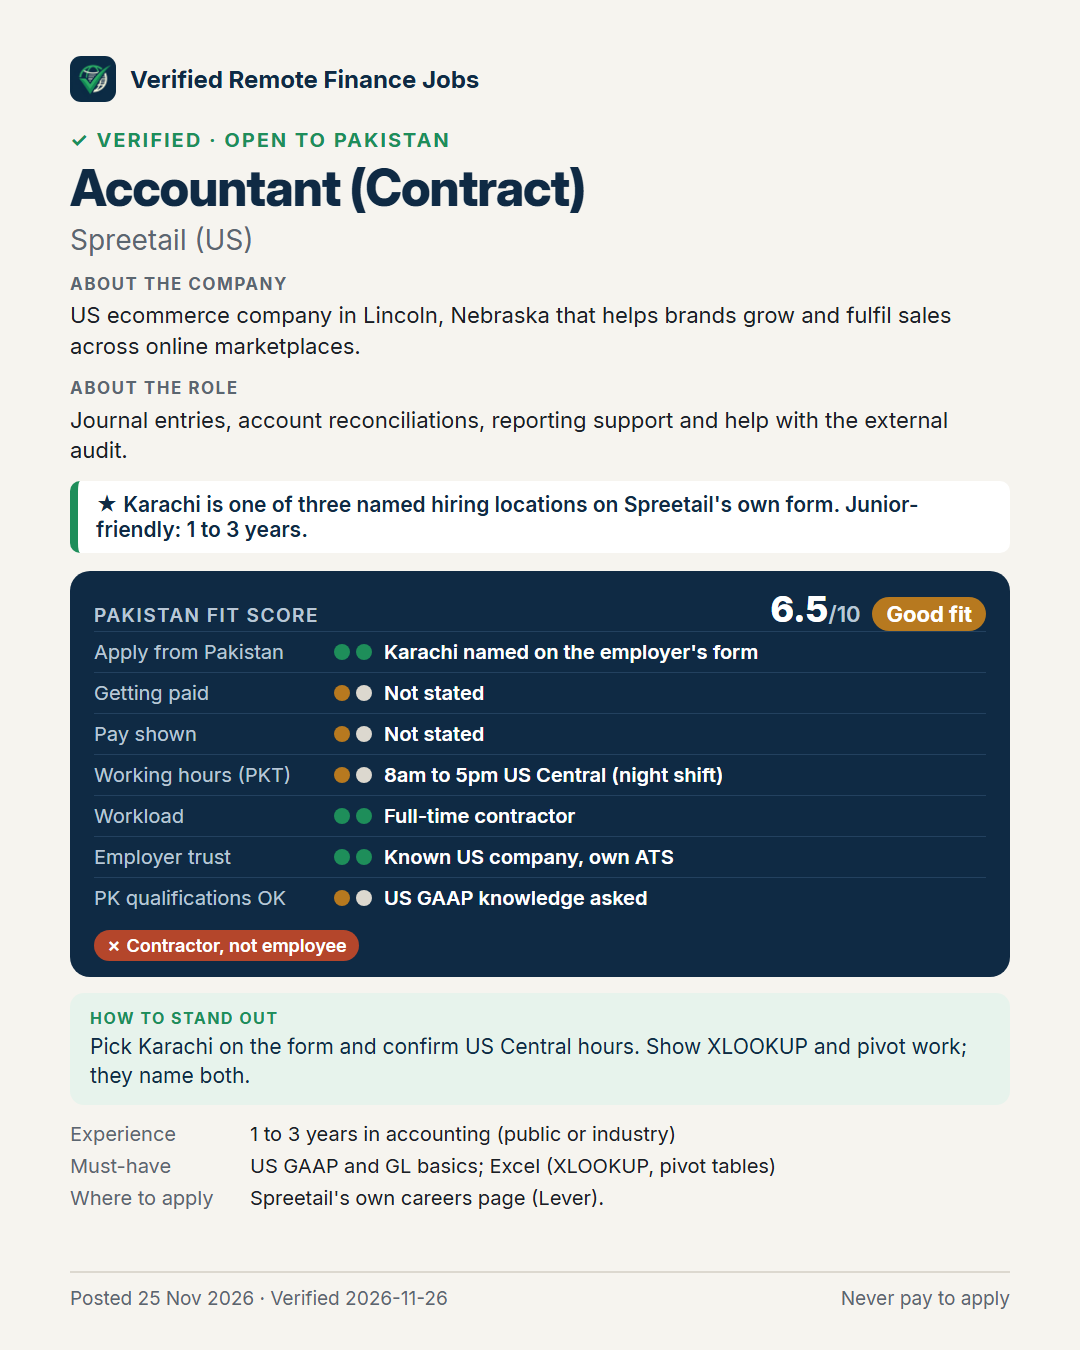 Verified Remote Finance Jobs
✓ VERIFIED · OPEN TO PAKISTAN
Accountant (Contract)
Spreetail (US)
ABOUT THE COMPANY
US ecommerce company in Lincoln, Nebraska that helps brands grow and fulfil sales
across online marketplaces.
ABOUT THE ROLE
Journal entries, account reconciliations, reporting support and help with the external
audit.
★ Karachi is one of three named hiring locations on Spreetail's own form. Junior-
friendly: 1 to 3 years.
PAKISTAN FIT SCORE 6.5/10 Good fit
Apply from Pakistan Karachi named on the employer's form
Getting paid Not stated
Pay shown Not stated
Working hours (PKT) 8am to 5pm US Central (night shift)
Workload Full-time contractor
Employer trust Known US company, own ATS
PK qualifications OK US GAAP knowledge asked
× Contractor, not employee
HOW TO STAND OUT
Pick Karachi on the form and confirm US Central hours. Show XLOOKUP and pivot work;
they name both.
Experience 1 to 3 years in accounting (public or industry)
Must-have US GAAP and GL basics; Excel (XLOOKUP, pivot tables)
Where to apply Spreetail's own careers page (Lever).
Posted 25 Nov 2026 · Verified 2026-11-26 Never pay to apply